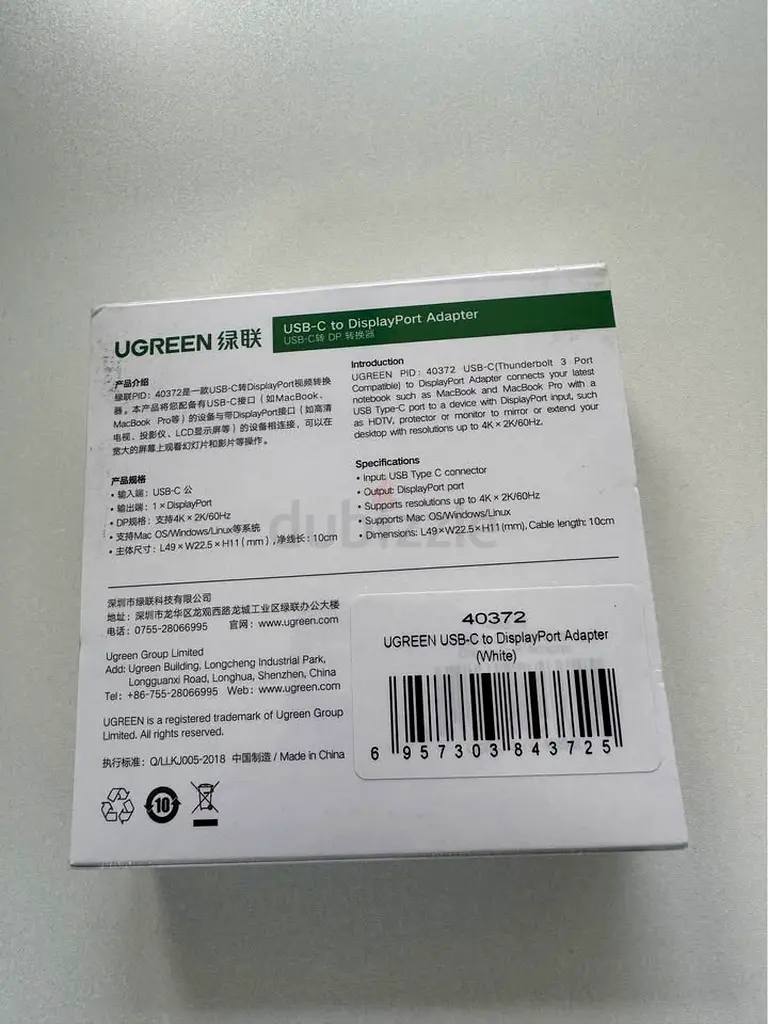 UGREEN 绿联
USB-C to DisplayPort Adapter
USB-C转 DP 转换器
产品介绍
绿联PID：40372是一款USB-C转DisplayPort视频转换
器。本产品将您配备有USB-C接口（如MacBook、
MacBook Pro等）的设备与带DisplayPort接口（如高清
电视、投影仪、LCD显示屏等）的设备相连接，可以在
宽大的屏幕上观看幻灯片和影片等操作。
产品规格
• 输入端：USB-C 公
• 输出端：1×DisplayPort
• DP规格：支持4K×2K/60Hz
• 支持Mac OS/Windows/Linux等系统
• 主体尺寸：L49×W22.5×H11（mm）,净线长：10cm
Introduction
UGREEN PID: 40372 USB-C(Thunderbolt 3 Port
Compatible) to DisplayPort Adapter connects your latest
notebook such as MacBook and MacBook Pro with a
USB Type-C port to a device with DisplayPort input, such
as HDTV, protector or monitor to mirror or extend your
desktop with resolutions up to 4K×2K/60Hz.
Specifications
• Input: USB Type C connector
• Output: DisplayPort port
• Supports resolutions up to 4K×2K/60Hz
• Supports Mac OS/Windows/Linux
• Dimensions: L49×W22.5×H11(mm), Cable length: 10cm
dubizzle
深圳市绿联科技有限公司
地址：深圳市龙华区龙观西路龙城工业区绿联办公大楼
电话：0755-28066995 官网：www.ugreen.com
Ugreen Group Limited
Add: Ugreen Building, Longcheng Industrial Park,
Longguanxi Road, Longhua, Shenzhen, China
Tel: +86-755-28066995 Web: www.ugreen.com
UGREEN is a registered trademark of Ugreen Group
Limited. All rights reserved.
执行标准：Q/LLKJ005-2018 中国制造 / Made in China
10
40372
UGREEN USB-C to DisplayPort Adapter
(White)
6 957303 843725